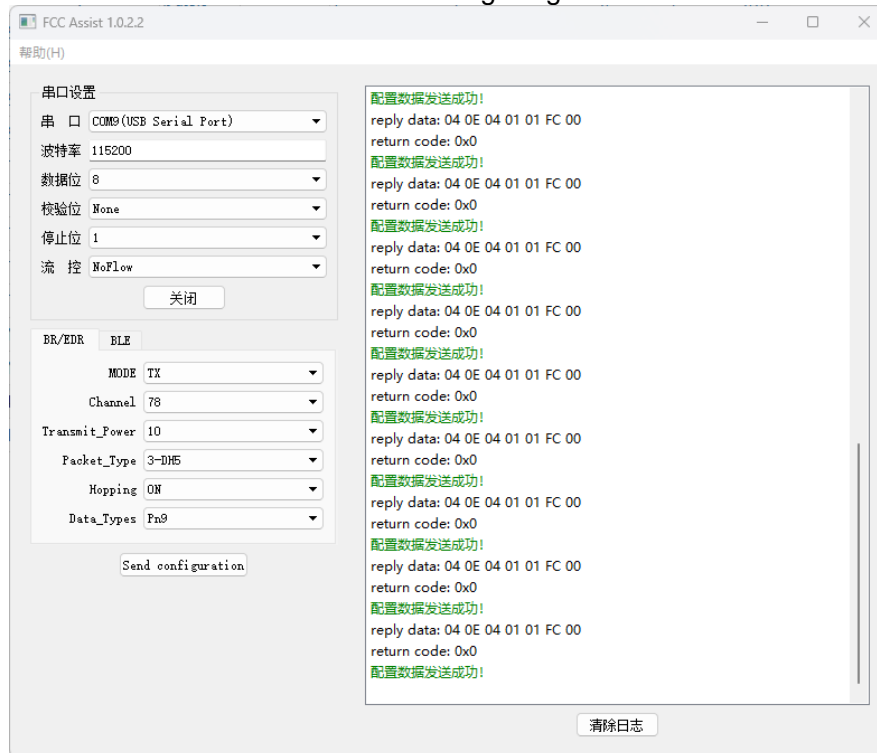 FCC Assist 1.0.2.2
帮助(H)
串口设置
串 口 COM9(USB Serial Port)
波特率 115200
数据位 8
校验位 None
停止位 1
流 控 NoFlow
关闭
BR/EDR BLE
MODE TX
Channel 78
Transmit_Power 10
Packet_Type 3-DH5
Hopping ON
Data_Types Pn9
Send configuration
配置数据发送成功!
reply data: 04 0E 04 01 01 FC 00
return code: 0x0
配置数据发送成功!
reply data: 04 0E 04 01 01 FC 00
return code: 0x0
配置数据发送成功!
reply data: 04 0E 04 01 01 FC 00
return code: 0x0
配置数据发送成功!
reply data: 04 0E 04 01 01 FC 00
return code: 0x0
配置数据发送成功!
reply data: 04 0E 04 01 01 FC 00
return code: 0x0
配置数据发送成功!
reply data: 04 0E 04 01 01 FC 00
return code: 0x0
配置数据发送成功!
reply data: 04 0E 04 01 01 FC 00
return code: 0x0
配置数据发送成功!
reply data: 04 0E 04 01 01 FC 00
return code: 0x0
配置数据发送成功!
reply data: 04 0E 04 01 01 FC 00
return code: 0x0
配置数据发送成功!
清除日志